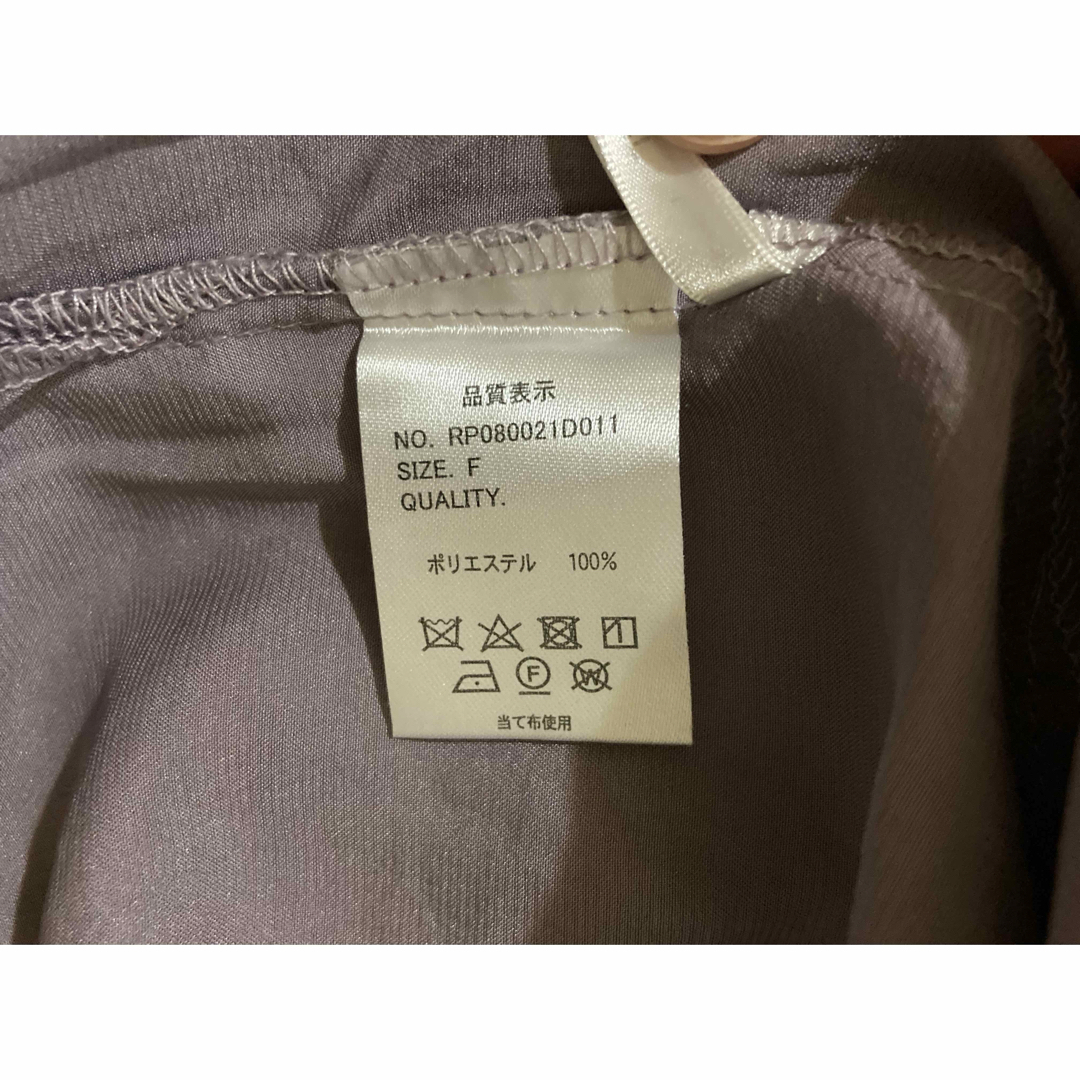 品質表示
NO. RP080021D011
SIZE. F
QUALITY.
ポリエステル 100%
F W
当て布使用